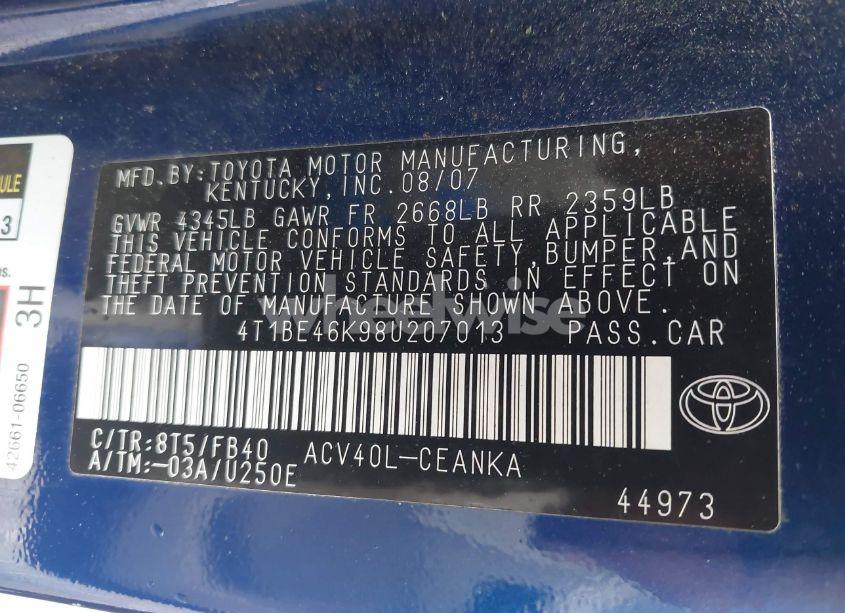 MFD.BY:TOYOTA MOTOR MANUFACTURING,
KENTUCKY,INC.08/07
GVWR 4345LB GAWR FR 2668LB RR 2359LB
THIS VEHICLE CONFORMS TO ALL APPLICABLE
FEDERAL MOTOR VEHICLE SAFETY,BUMPER,AND
THEFT PREVENTION STANDARDS IN EFFECT ON
THE DATE OF MANUFACTURE SHOWN ABOVE.
PASS.CAR
C/TR:8T5/FB40 ACV40L-CEANKA
A/TM:-03A/U250E
44973
3H
42661-06650
wheelwise